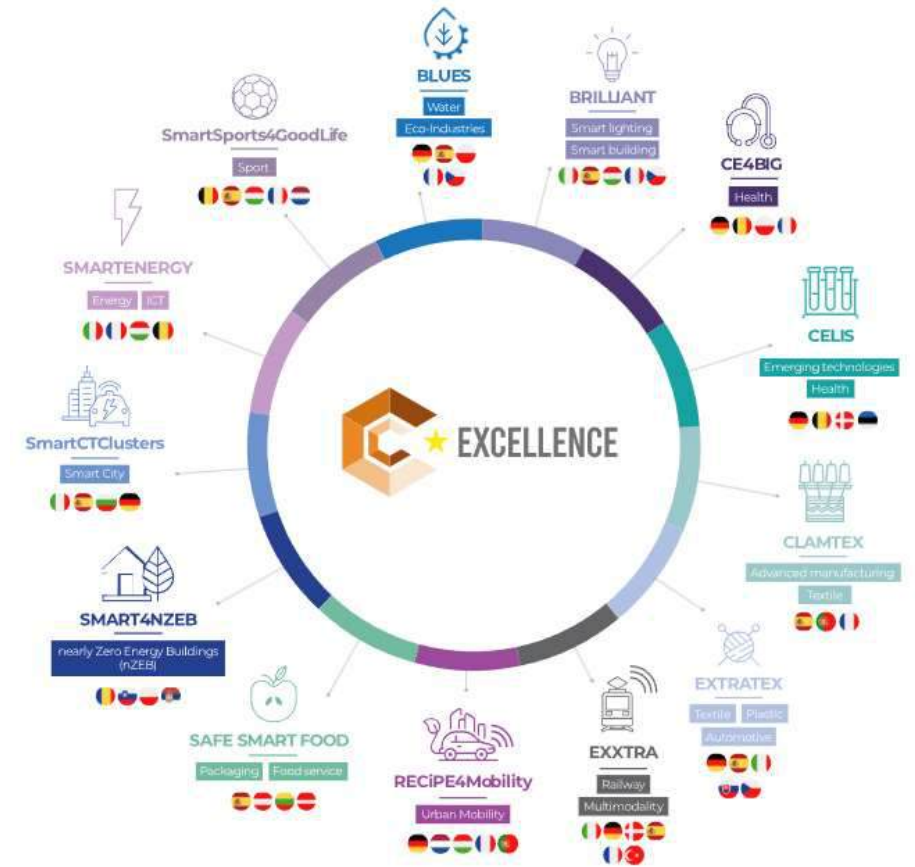 BLUES
Water
Eco-Industries
BRILLIANT
Smart lighting
Smart building
CE4BIG
Health
CELIS
Emerging technologies
Health
CLAMTEX
Advanced manufacturing
Textile
EXTRATEX
Textile Plastic
Automotive
EXXTRA
Railway
Multimodality
RECiPE4Mobility
Urban Mobility
SAFE SMART FOOD
Packaging Food service
SMART4NZEB
nearly Zero Energy Buildings
(nZEB)
SmartCTClusters
Smart City
SMARTENERGY
Energy ICT
SmartSports4GoodLife
Sport
EXCELLENCE